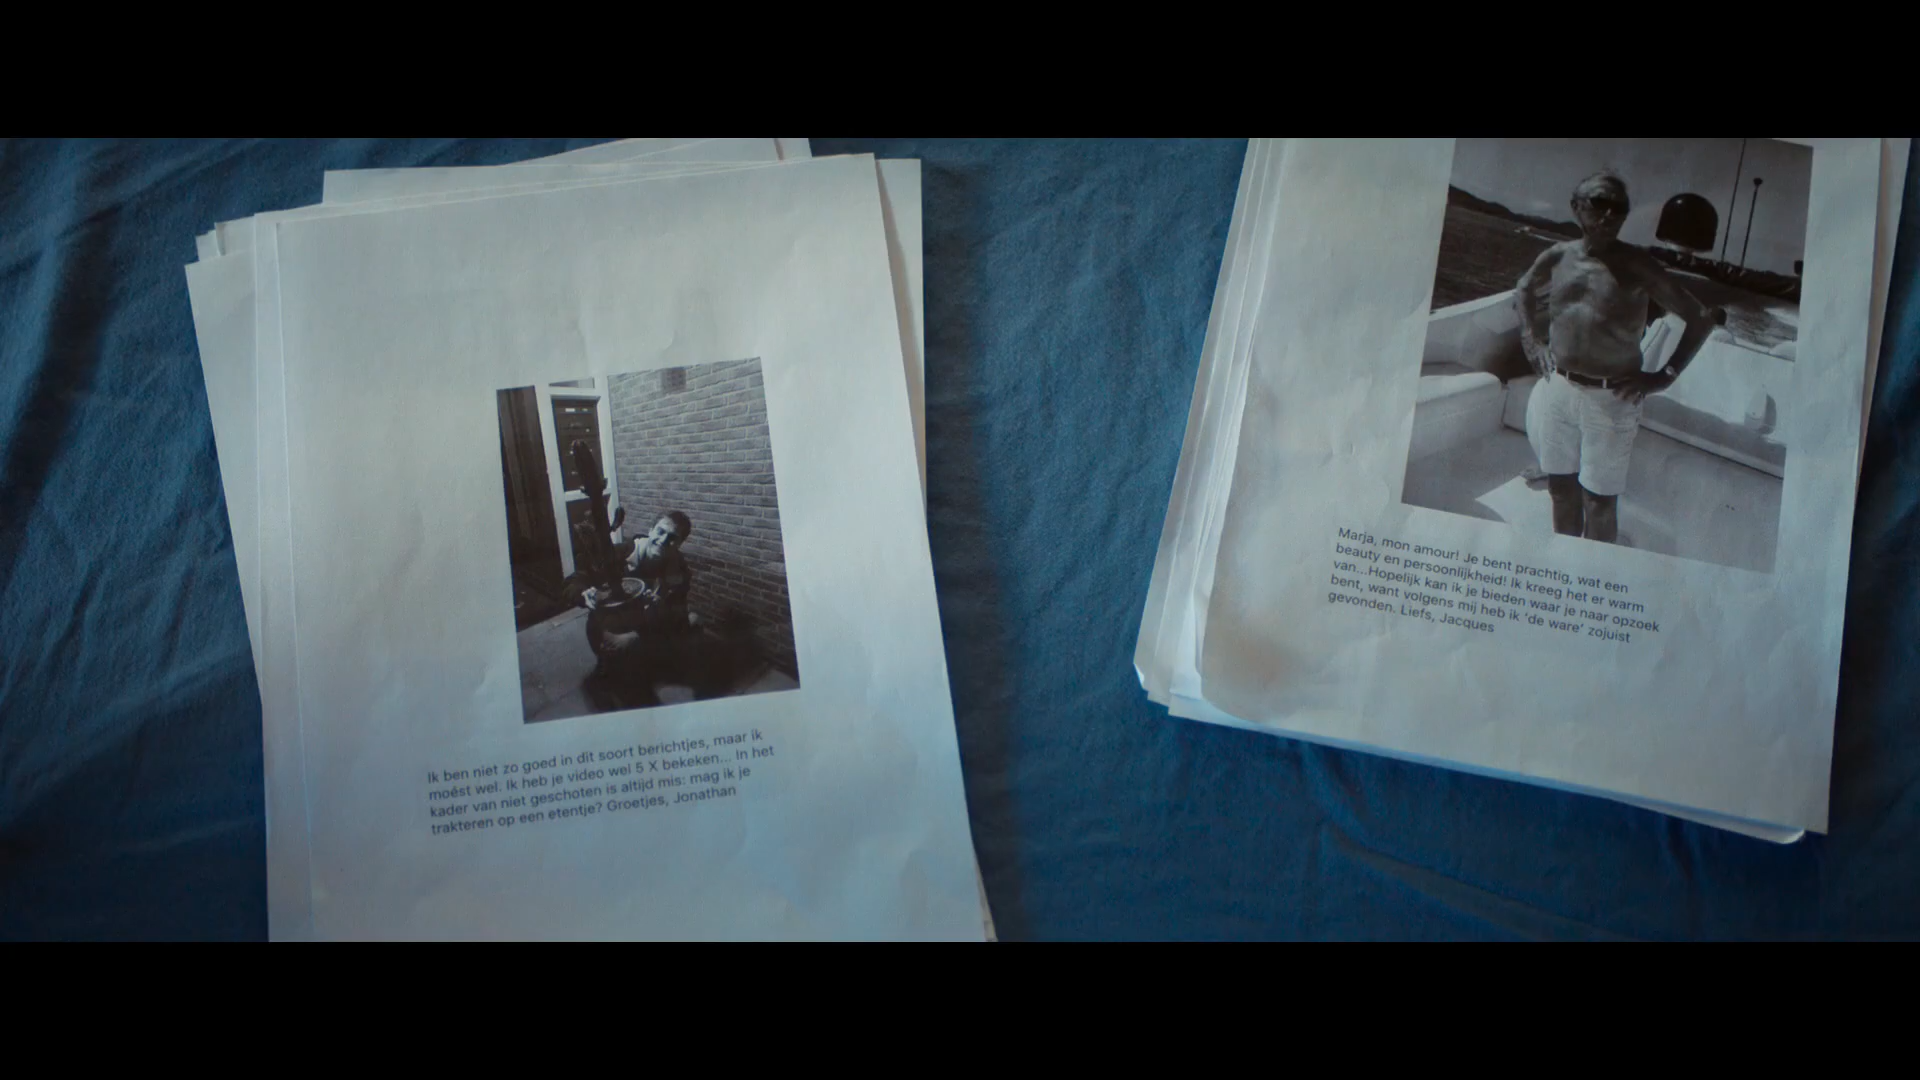 Ik ben niet zo goed in dit soort berichtjes, maar ik
moést wel. Ik heb je video wel 5 X bekeken... In het
kader van niet geschoten is altijd mis: mag ik je
trakteren op een etentje? Groetjes, Jonathan
Marja, mon amour! Je bent prachtig, wat een
beauty en persoonlijkheid! Ik kreeg het er warm
van...Hopelijk kan ik je bieden waar je naar opzoek
bent, want volgens mij heb ik ‘de ware’ zojuist
gevonden. Liefs, Jacques